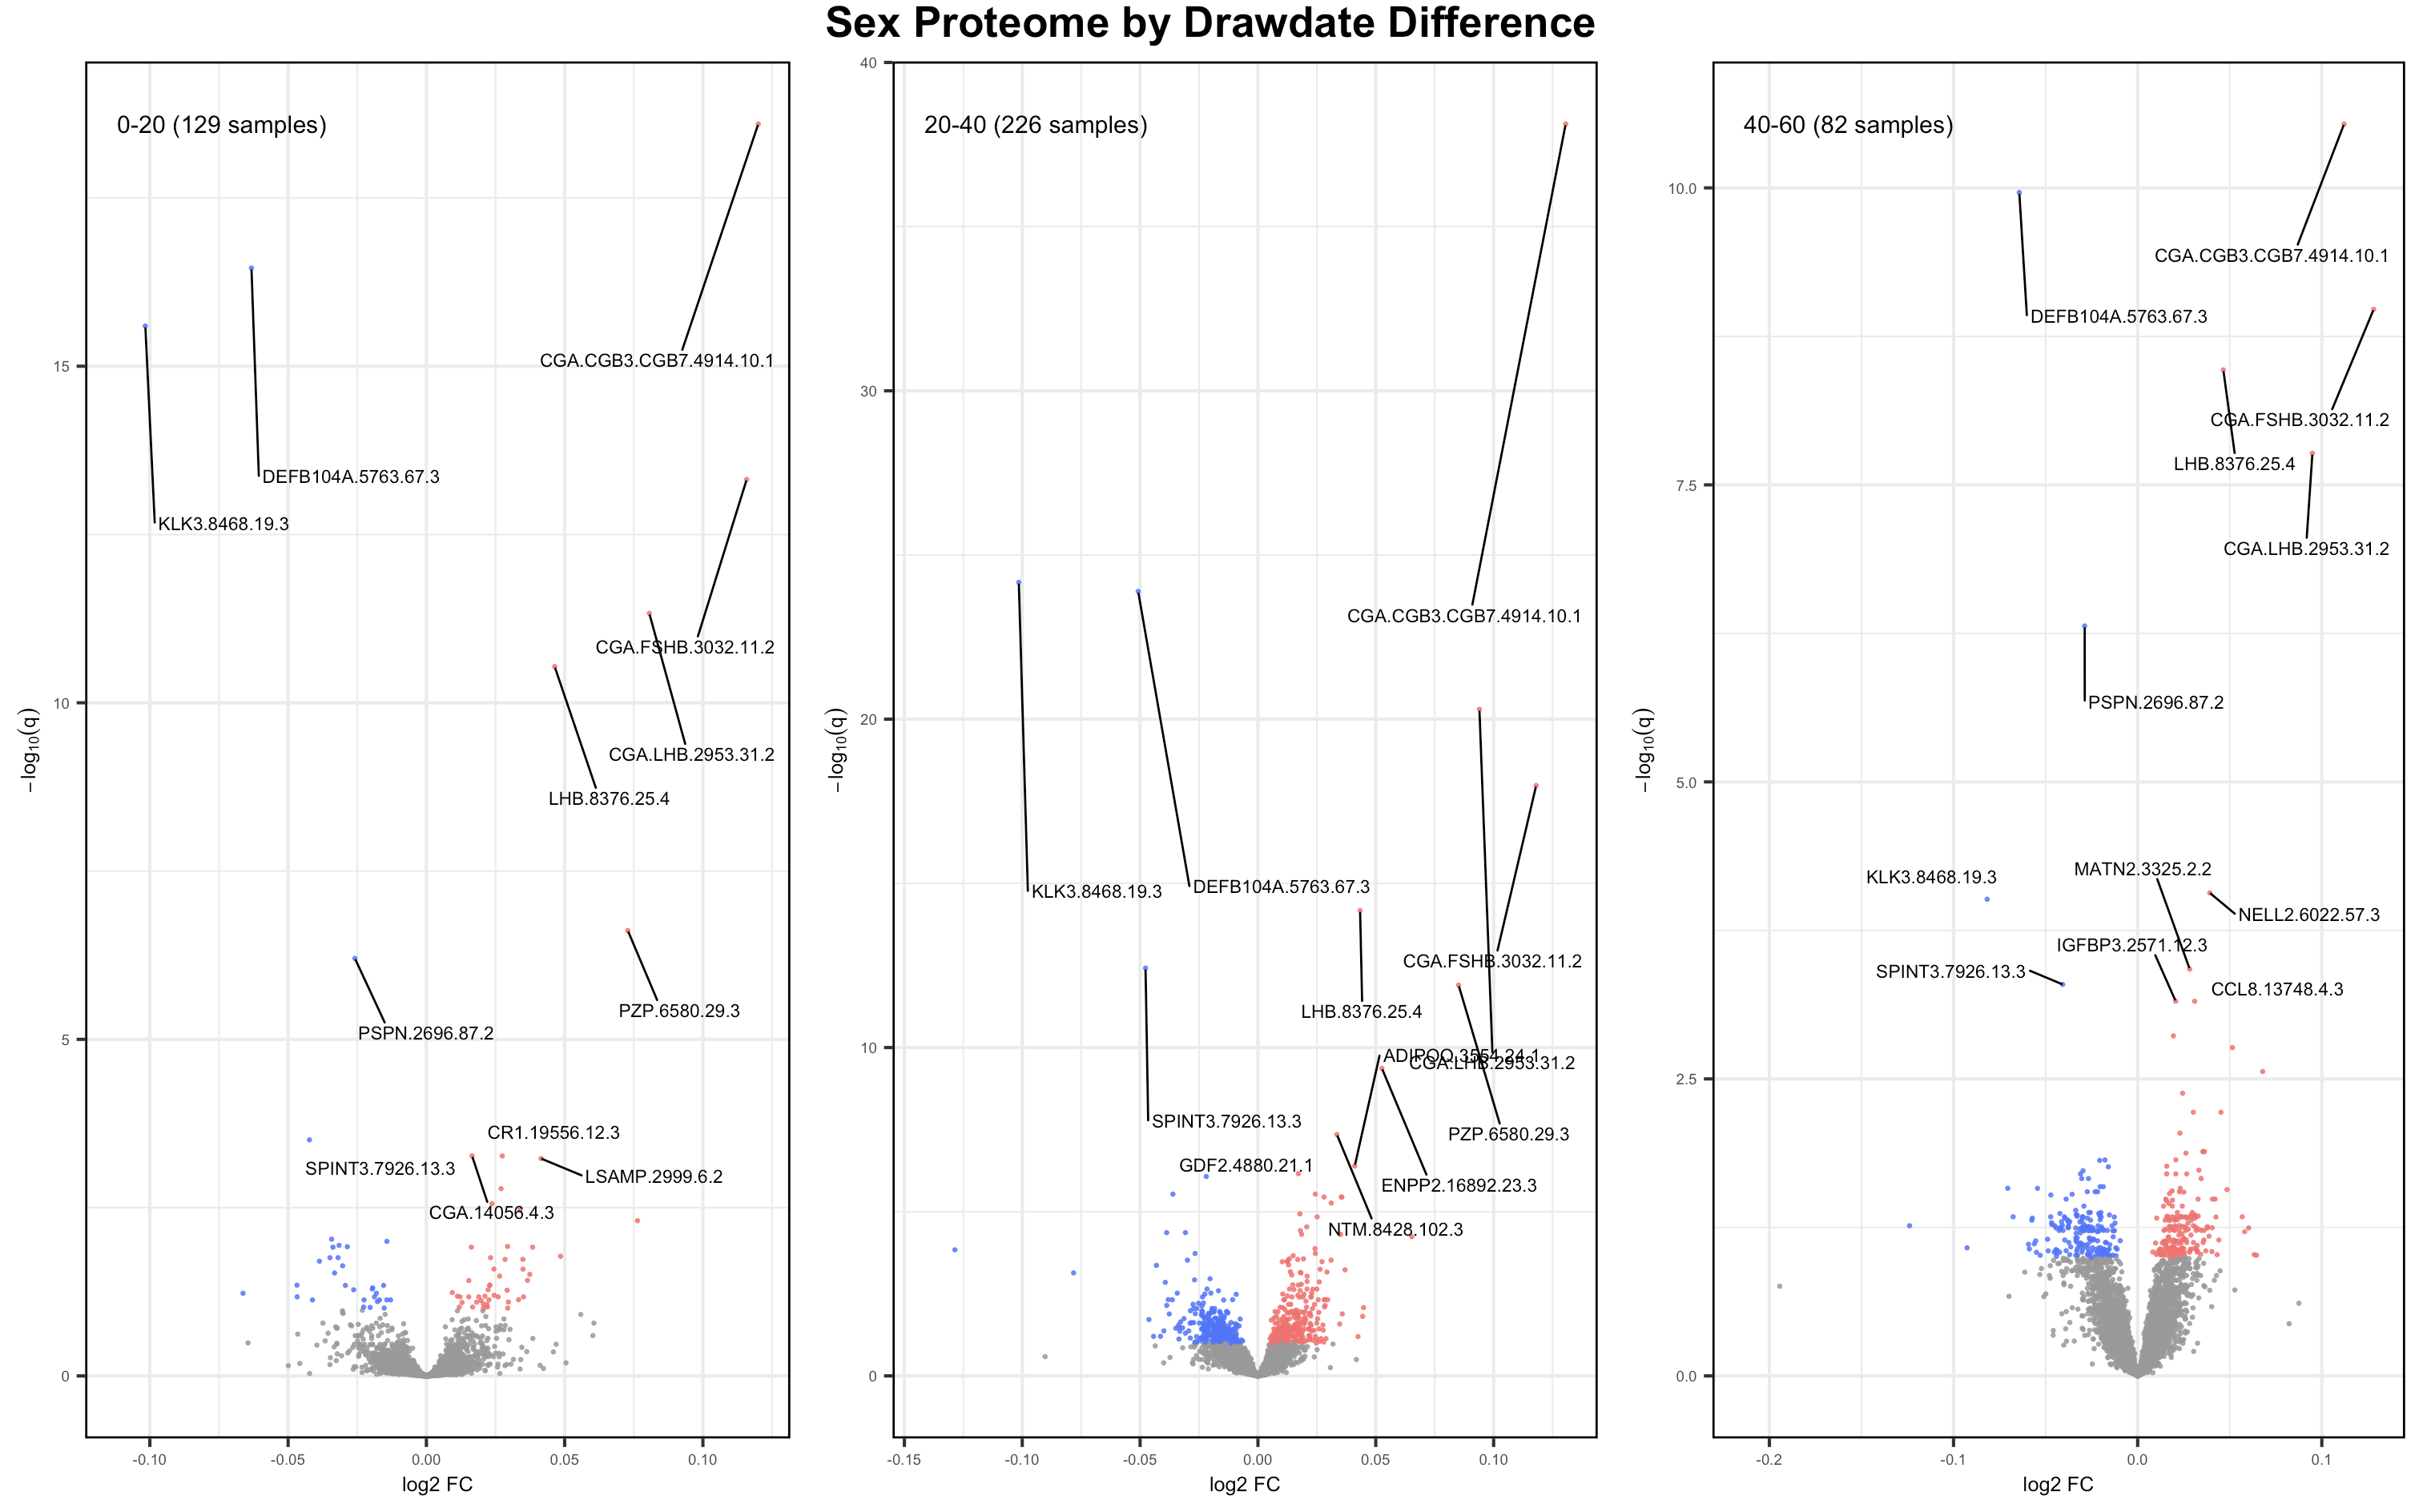 Sex Proteome by Drawdate Difference
0-20 (129 samples)
CGA.CGB3.CGB7.4914.10.1
DEFB104A.5763.67.3
KLK3.8468.19.3
CGA.FSHB.3032.11.2
CGA.LHB.2953.31.2
LHB.8376.25.4
PZP.6580.29.3
PSPN.2696.87.2
CR1.19556.12.3
SPINT3.7926.13.3
LSAMP.2999.6.2
CGA.14056.4.3
15
10
5
0
−log10(q)
-0.10
-0.05
0.00
0.05
0.10
log2 FC
20-40 (226 samples)
CGA.CGB3.CGB7.4914.10.1
KLK3.8468.19.3
DEFB104A.5763.67.3
CGA.FSHB.3032.11.2
LHB.8376.25.4
ADIPOQ.3554.24.1
CGA.LHB.2953.31.2
SPINT3.7926.13.3
PZP.6580.29.3
GDF2.4880.21.1
ENPP2.16892.23.3
NTM.8428.102.3
40
30
20
10
0
−log10(q)
-0.15
-0.10
-0.05
0.00
0.05
0.10
log2 FC
40-60 (82 samples)
CGA.CGB3.CGB7.4914.10.1
DEFB104A.5763.67.3
CGA.FSHB.3032.11.2
LHB.8376.25.4
CGA.LHB.2953.31.2
PSPN.2696.87.2
MATN2.3325.2.2
KLK3.8468.19.3
NELL2.6022.57.3
IGFBP3.2571.12.3
SPINT3.7926.13.3
CCL8.13748.4.3
10.0
7.5
5.0
2.5
0.0
−log10(q)
-0.2
-0.1
0.0
0.1
log2 FC